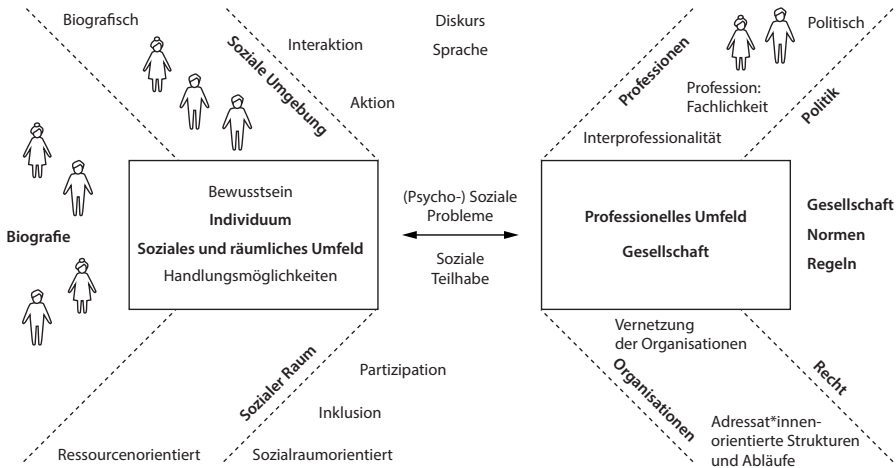 Biografisch
Soziale Umgebung
Interaktion
Aktion
Diskurs
Sprache
Professionen
Politisch
Profession:
Fachlichkeit
Politik
Interprofessionalität
Biografie
Bewusstsein
Individuum
Soziales und räumliches Umfeld
Handlungsmöglichkeiten
(Psycho-) Soziale
Probleme
Soziale
Teilhabe
Professionelles Umfeld
Gesellschaft
Gesellschaft
Normen
Regeln
Sozialer Raum
Partizipation
Inklusion
Ressourcenorientiert
Sozialraumorientiert
Vernetzung
der Organisationen
Organisationen
Recht
Adressat*innen-
orientierte Strukturen
und Abläufe